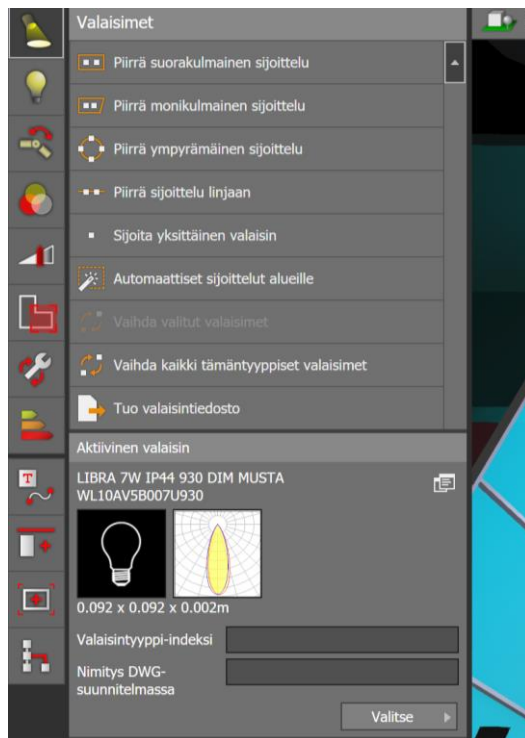 Valaisimet
Piirrä suorakulmainen sijoittelu
Piirrä monikulmainen sijoittelu
Piirrä ympyrämäinen sijoittelu
Piirrä sijoittelu linjaan
Sijoita yksittäinen valaisin
Automaattiset sijoittelut alueille
Vaihda valitut valaisimet
Vaihda kaikki tämäntyyppiset valaisimet
Tuo valaisintiedosto
Aktiivinen valaisin
LIBRA 7W IP44 930 DIM MUSTA
WL10AV5B007U930
T
0.092 x 0.092 x 0.002m
Valaisintyyppi-indeksi
Nimitys DWG-
suunnitelmassa
Valitse